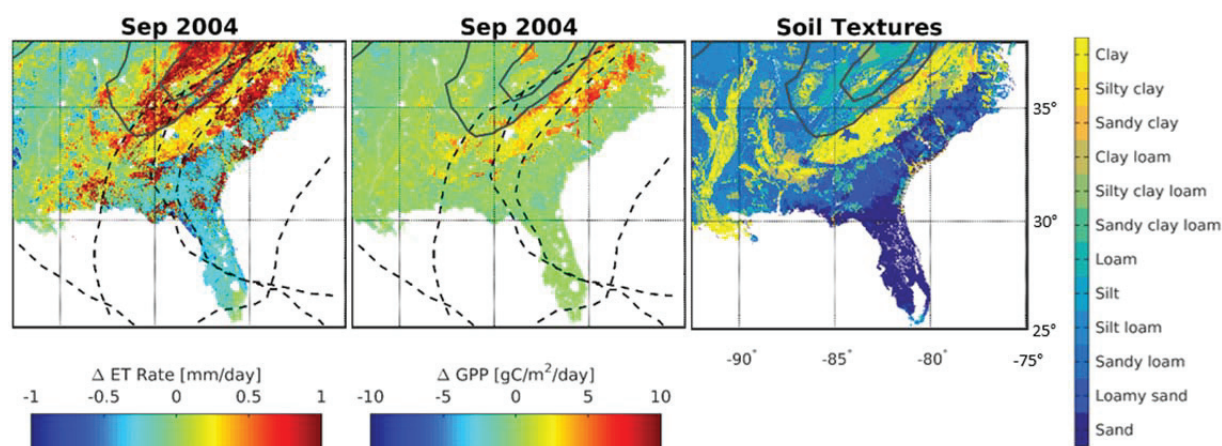 Sep 2004
Sep 2004
Soil Textures
Clay
Silty clay
Sandy clay
Clay loam
Silty clay loam
Sandy clay loam
Loam
Silt
Silt loam
Sandy loam
Loamy sand
Sand
35°
30°
25°
-90° -85° -80° -75°
Δ ET Rate [mm/day]
-1 -0.5 0 0.5 1
Δ GPP [gC/m²/day]
-10 -5 0 5 10